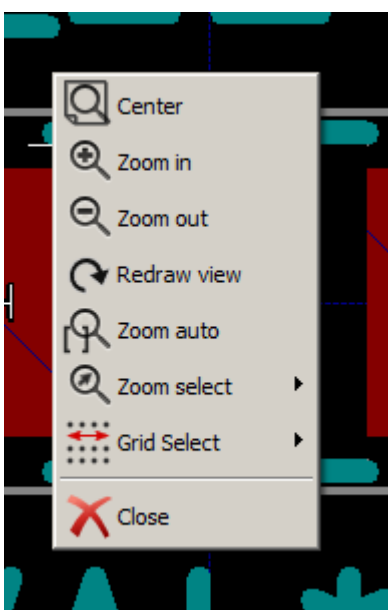 Center
Zoom in
Zoom out
Redraw view
Zoom auto
Zoom select
Grid Select
Close